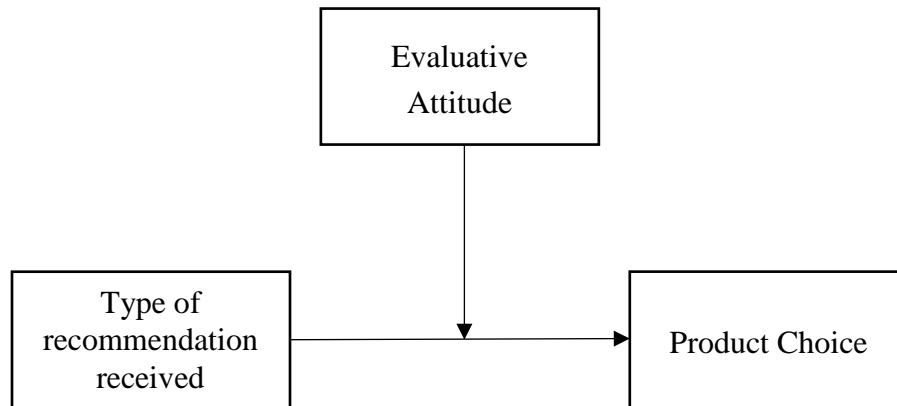 Evaluative
Attitude
Type of
recommendation
received
Product Choice